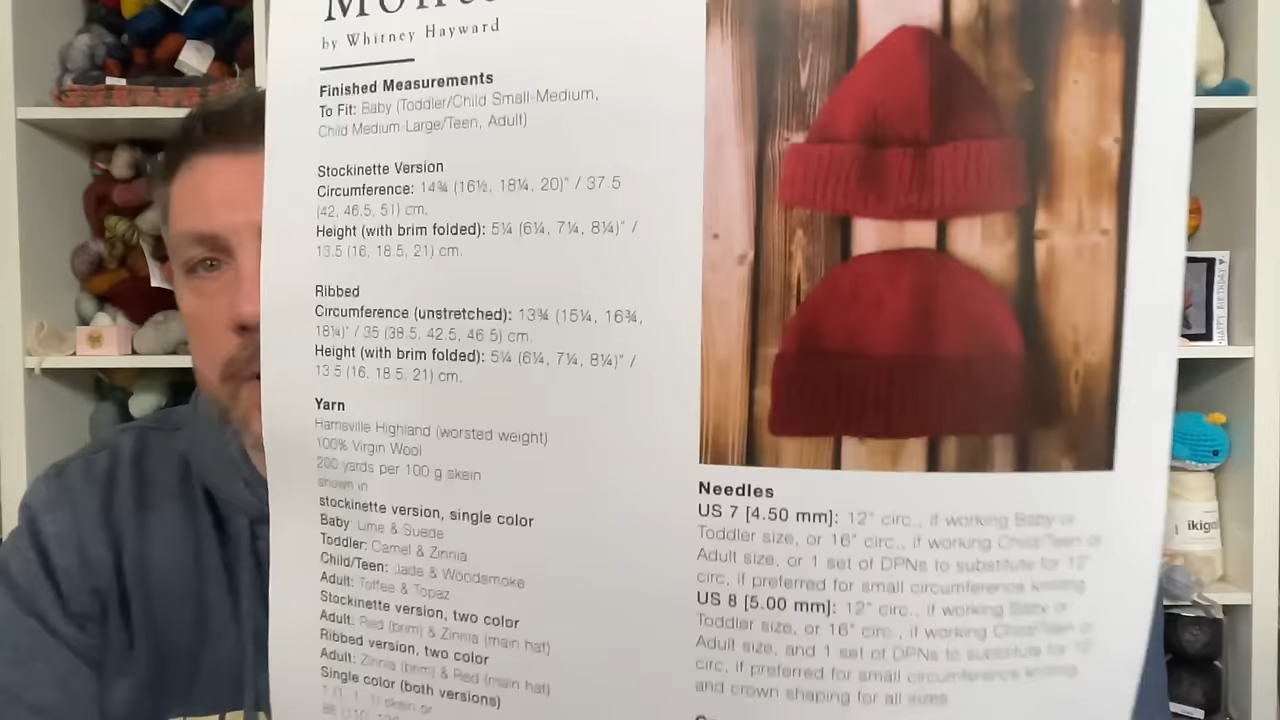 by Whitney Hayward
Finished Measurements
To Fit: Baby (Toddler/Child Small-Medium,
Child Medium-Large/Teen, Adult)
Stockinette Version
Circumference: 14¾ (16½, 18¼, 20)" / 37.5
(42, 46.5, 51) cm.
Height (with brim folded): 5¼ (6¼, 7¼, 8¼)" /
13.5 (16, 18.5, 21) cm.
Ribbed
Circumference (unstretched): 13¾ (15¼, 16¾,
18¼)" / 35 (38.5, 42.5, 46.5) cm.
Height (with brim folded): 5¼ (6¼, 7¼, 8¼)" /
13.5 (16, 18.5, 21) cm.
Yarn
Harrisville Highland (worsted weight)
100% Virgin Wool
200 yards per 100 g skein
shown in
stockinette version, single color
Baby: Lime & Suede
Toddler: Camel & Zinnia
Child/Teen: Jade & Woodsmoke
Adult: Toffee & Topaz
Stockinette version, two color
Adult: Red (brim) & Zinnia (main hat)
Ribbed version, two color
Adult: Zinnia (brim) & Red (main hat)
Single color (both versions)
1 (1, 1, 1) skein or
Needles
US 7 [4.50 mm]: 12" circ., if working Baby or
Toddler size, or 16" circ., if working Child/Teen or
Adult size, or 1 set of DPNs to substitute for 12"
circ, if preferred for small circumference knitting.
US 8 [5.00 mm]: 12" circ., if working Baby or
Toddler size, or 16" circ., if working Child/Teen or
Adult size, and 1 set of DPNs to substitute for 12"
circ, if preferred for small circumference knitting
and crown shaping for all sizes
HAPPY BIRTHDAY